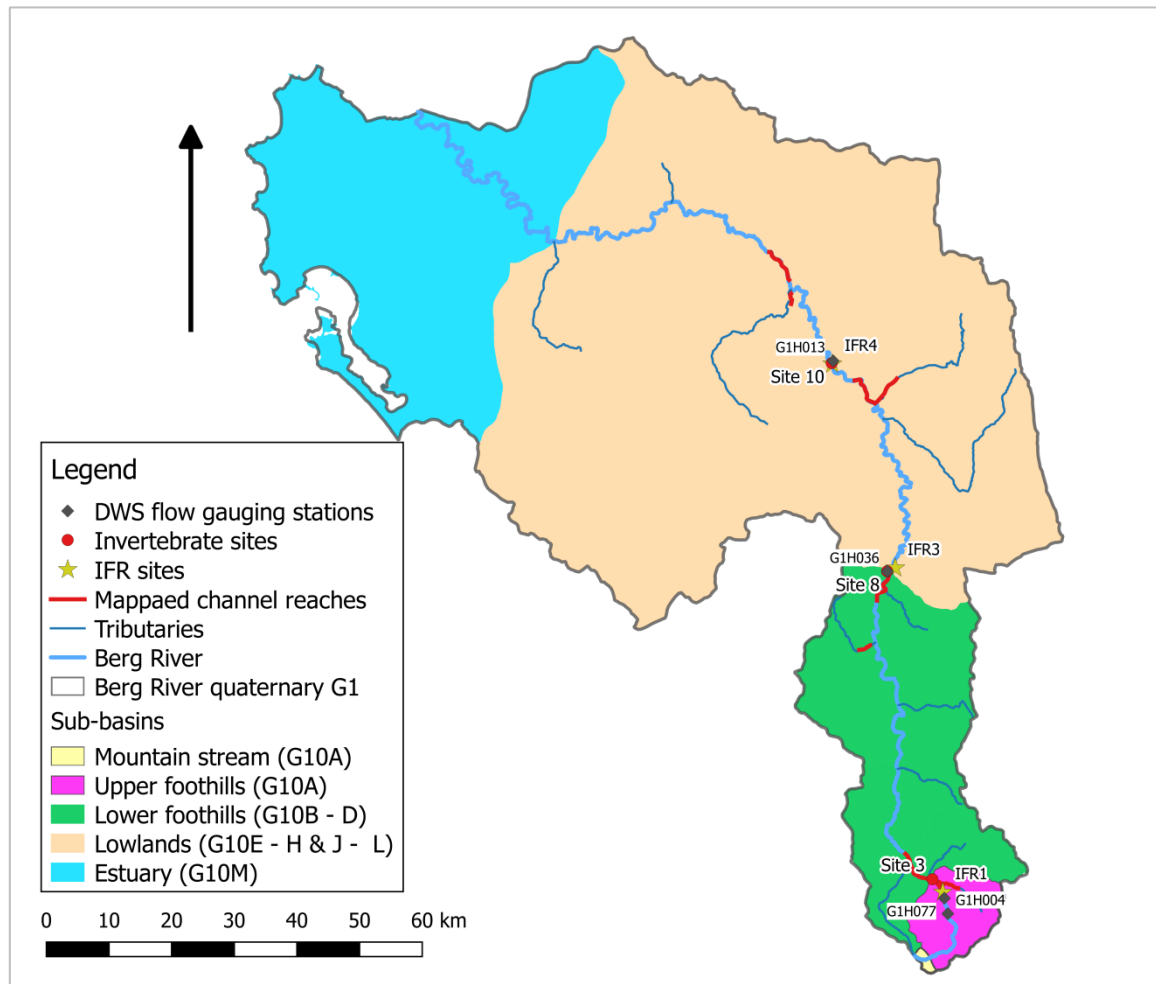 G1H013
IFR4
Site 10
IFR3
G1H036
Site 8
Site 3
IFR1
G1H004
G1H077
Legend
DWS flow gauging stations
Invertebrate sites
IFR sites
Mappaed channel reaches
Tributaries
Berg River
Berg River quaternary G1
Sub-basins
Mountain stream (G10A)
Upper foothills (G10A)
Lower foothills (G10B - D)
Lowlands (G10E - H & J - L)
Estuary (G10M)
0 10 20 30 40 50 60 km